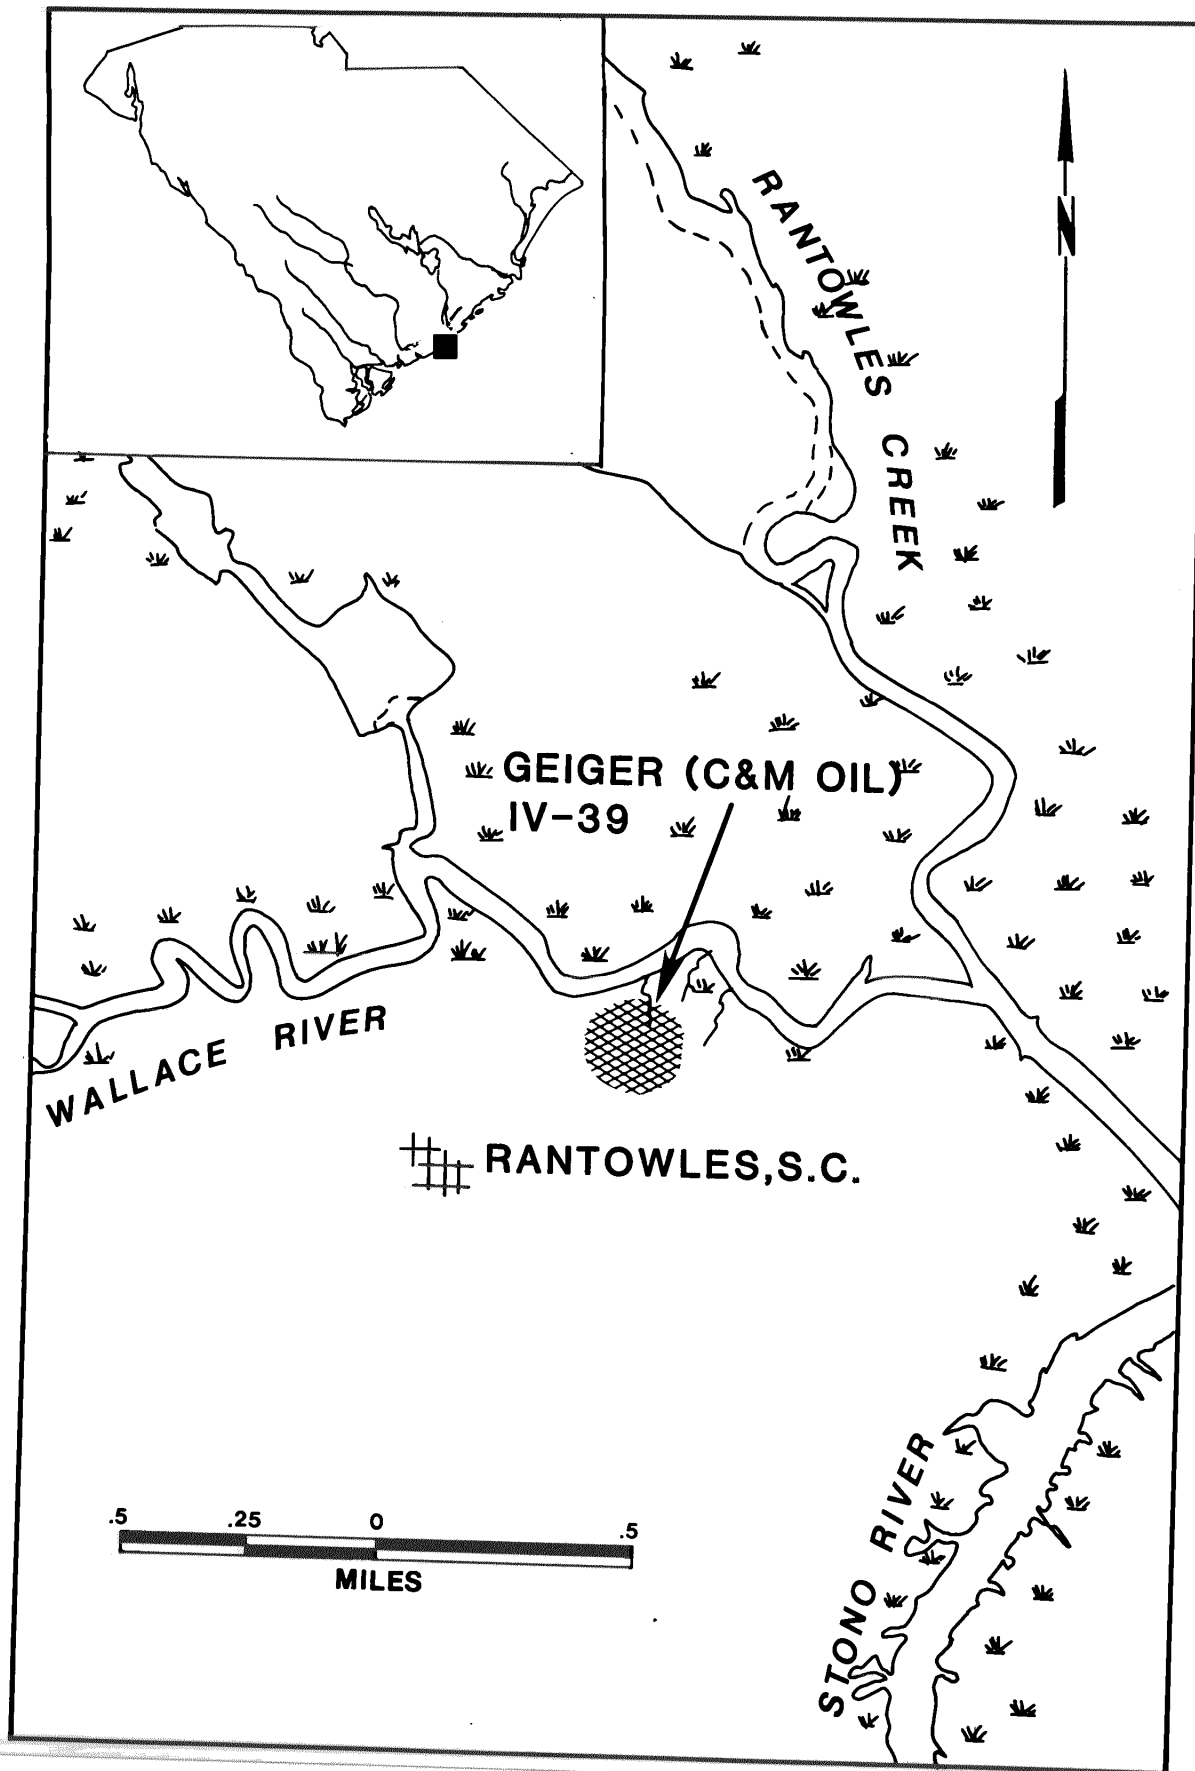 N
RANTOWLES CREEK
GEIGER (C&M OIL)
IV-39
WALLACE RIVER
RANTOWLES, S.C.
STONO RIVER
.5 .25 0 .5
MILES